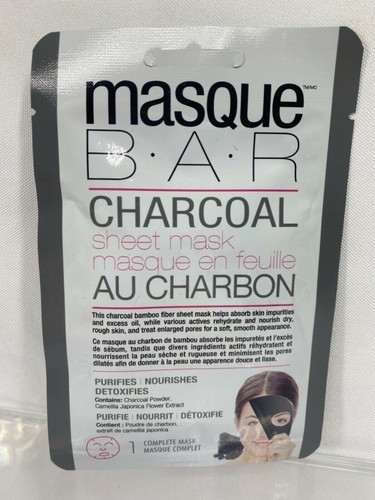 masque TM/MC
B·A·R
CHARCOAL
sheet mask
masque en feuille
AU CHARBON
This charcoal bamboo fiber sheet mask helps absorb skin impurities
and excess oil, while various actives rehydrate and nourish dry,
rough skin, and treat enlarged pores for a soft, smooth appearance.
Ce masque au charbon de bambou absorbe les impuretés et l'excès
de sébum, tandis que divers ingrédients actifs réhydratent et
nourrissent la peau sèche et rugueuse et minimisent les pores
dilatés afin de donner à la peau une apparence douce et lisse.
PURIFIES | NOURISHES
DETOXIFIES
Contains: Charcoal Powder,
Camellia Japonica Flower Extract
PURIFIE | NOURRIT | DÉTOXIFIE
Contient : Poudre de charbon,
extrait de camellia japonica
1 COMPLETE MASK
MASQUE COMPLET